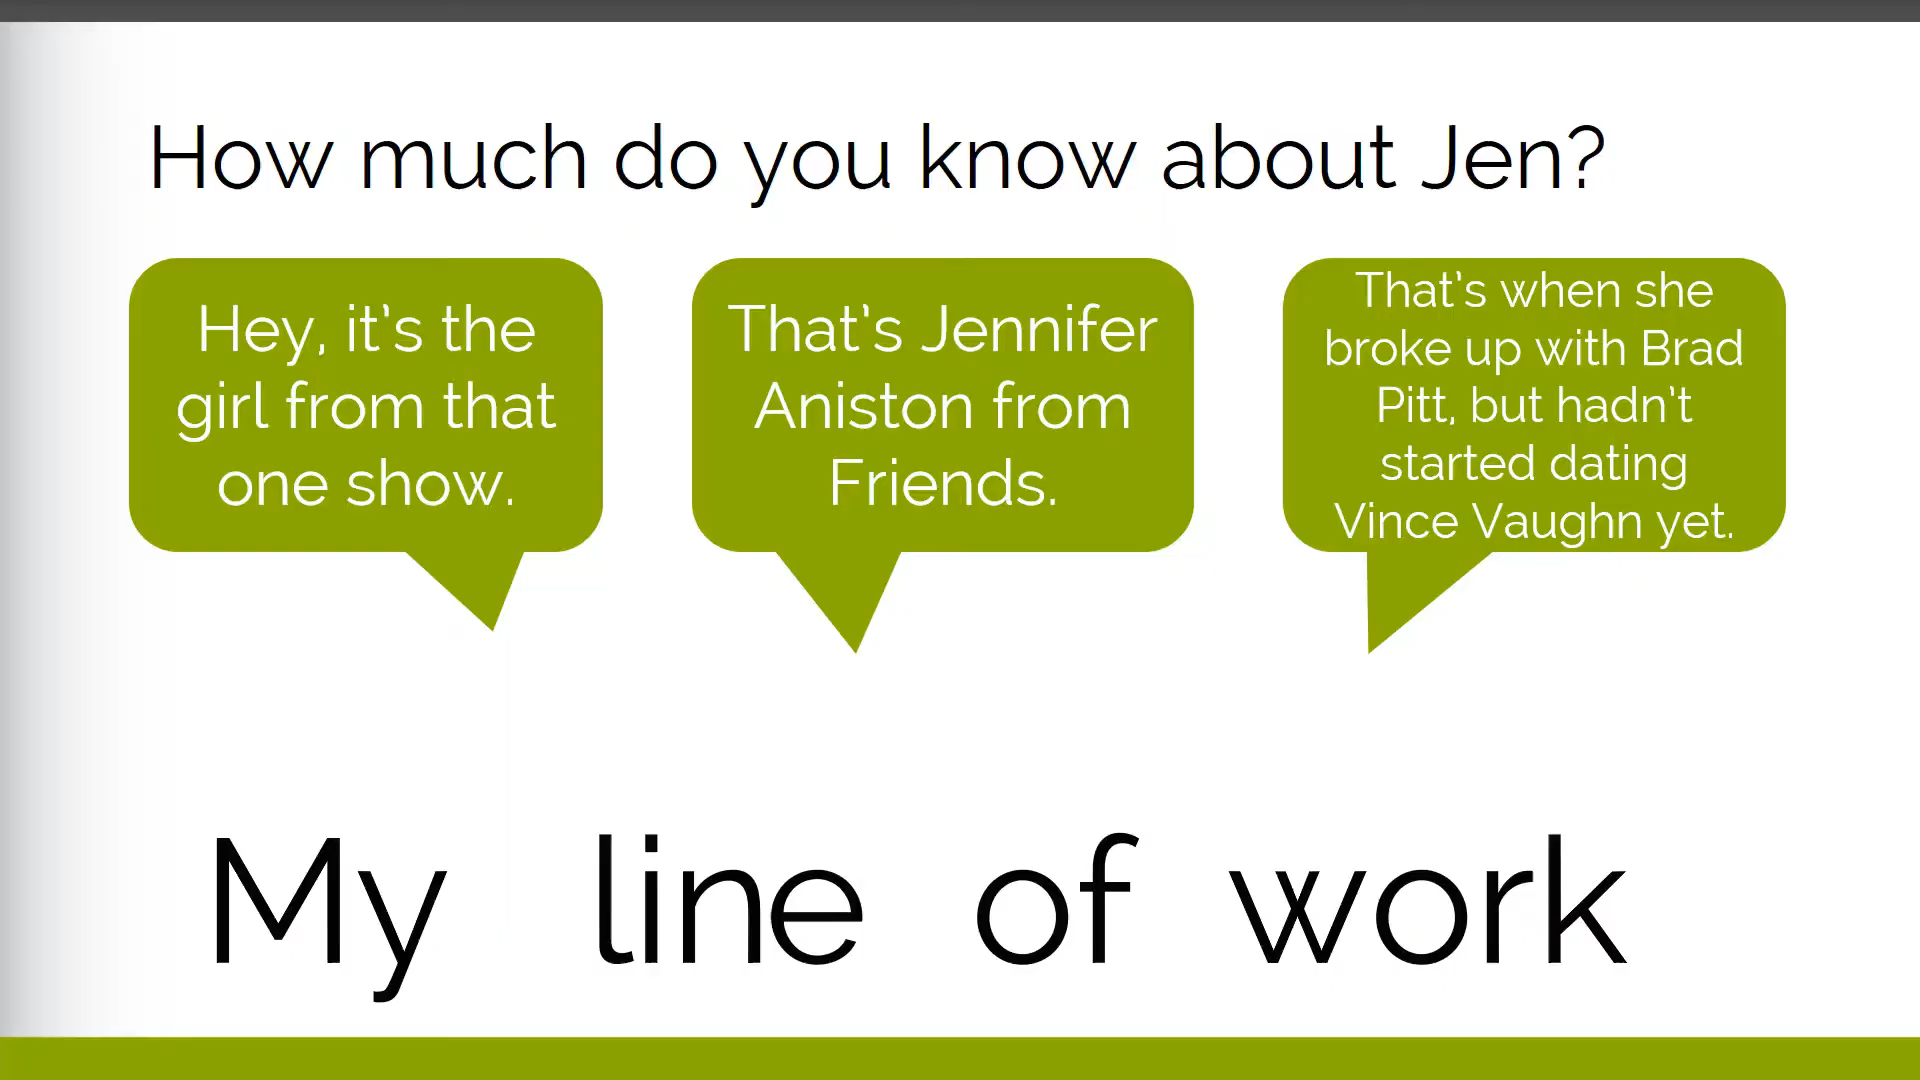 How much do you know about Jen?
Hey, it's the
girl from that
one show.
That's Jennifer
Aniston from
Friends.
That's when she
broke up with Brad
Pitt, but hadn't
started dating
Vince Vaughn yet.
My line of work